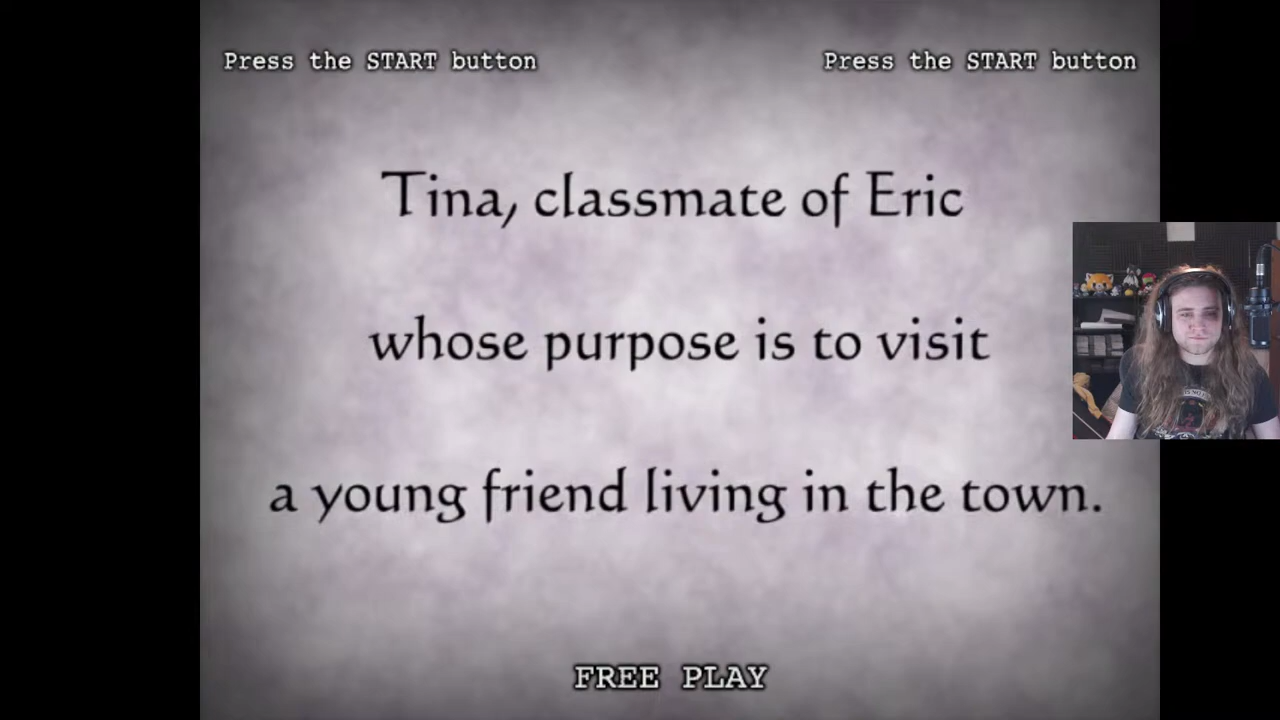 Press the START button Press the START button
Tina, classmate of Eric
whose purpose is to visit
a young friend living in the town.
FREE PLAY